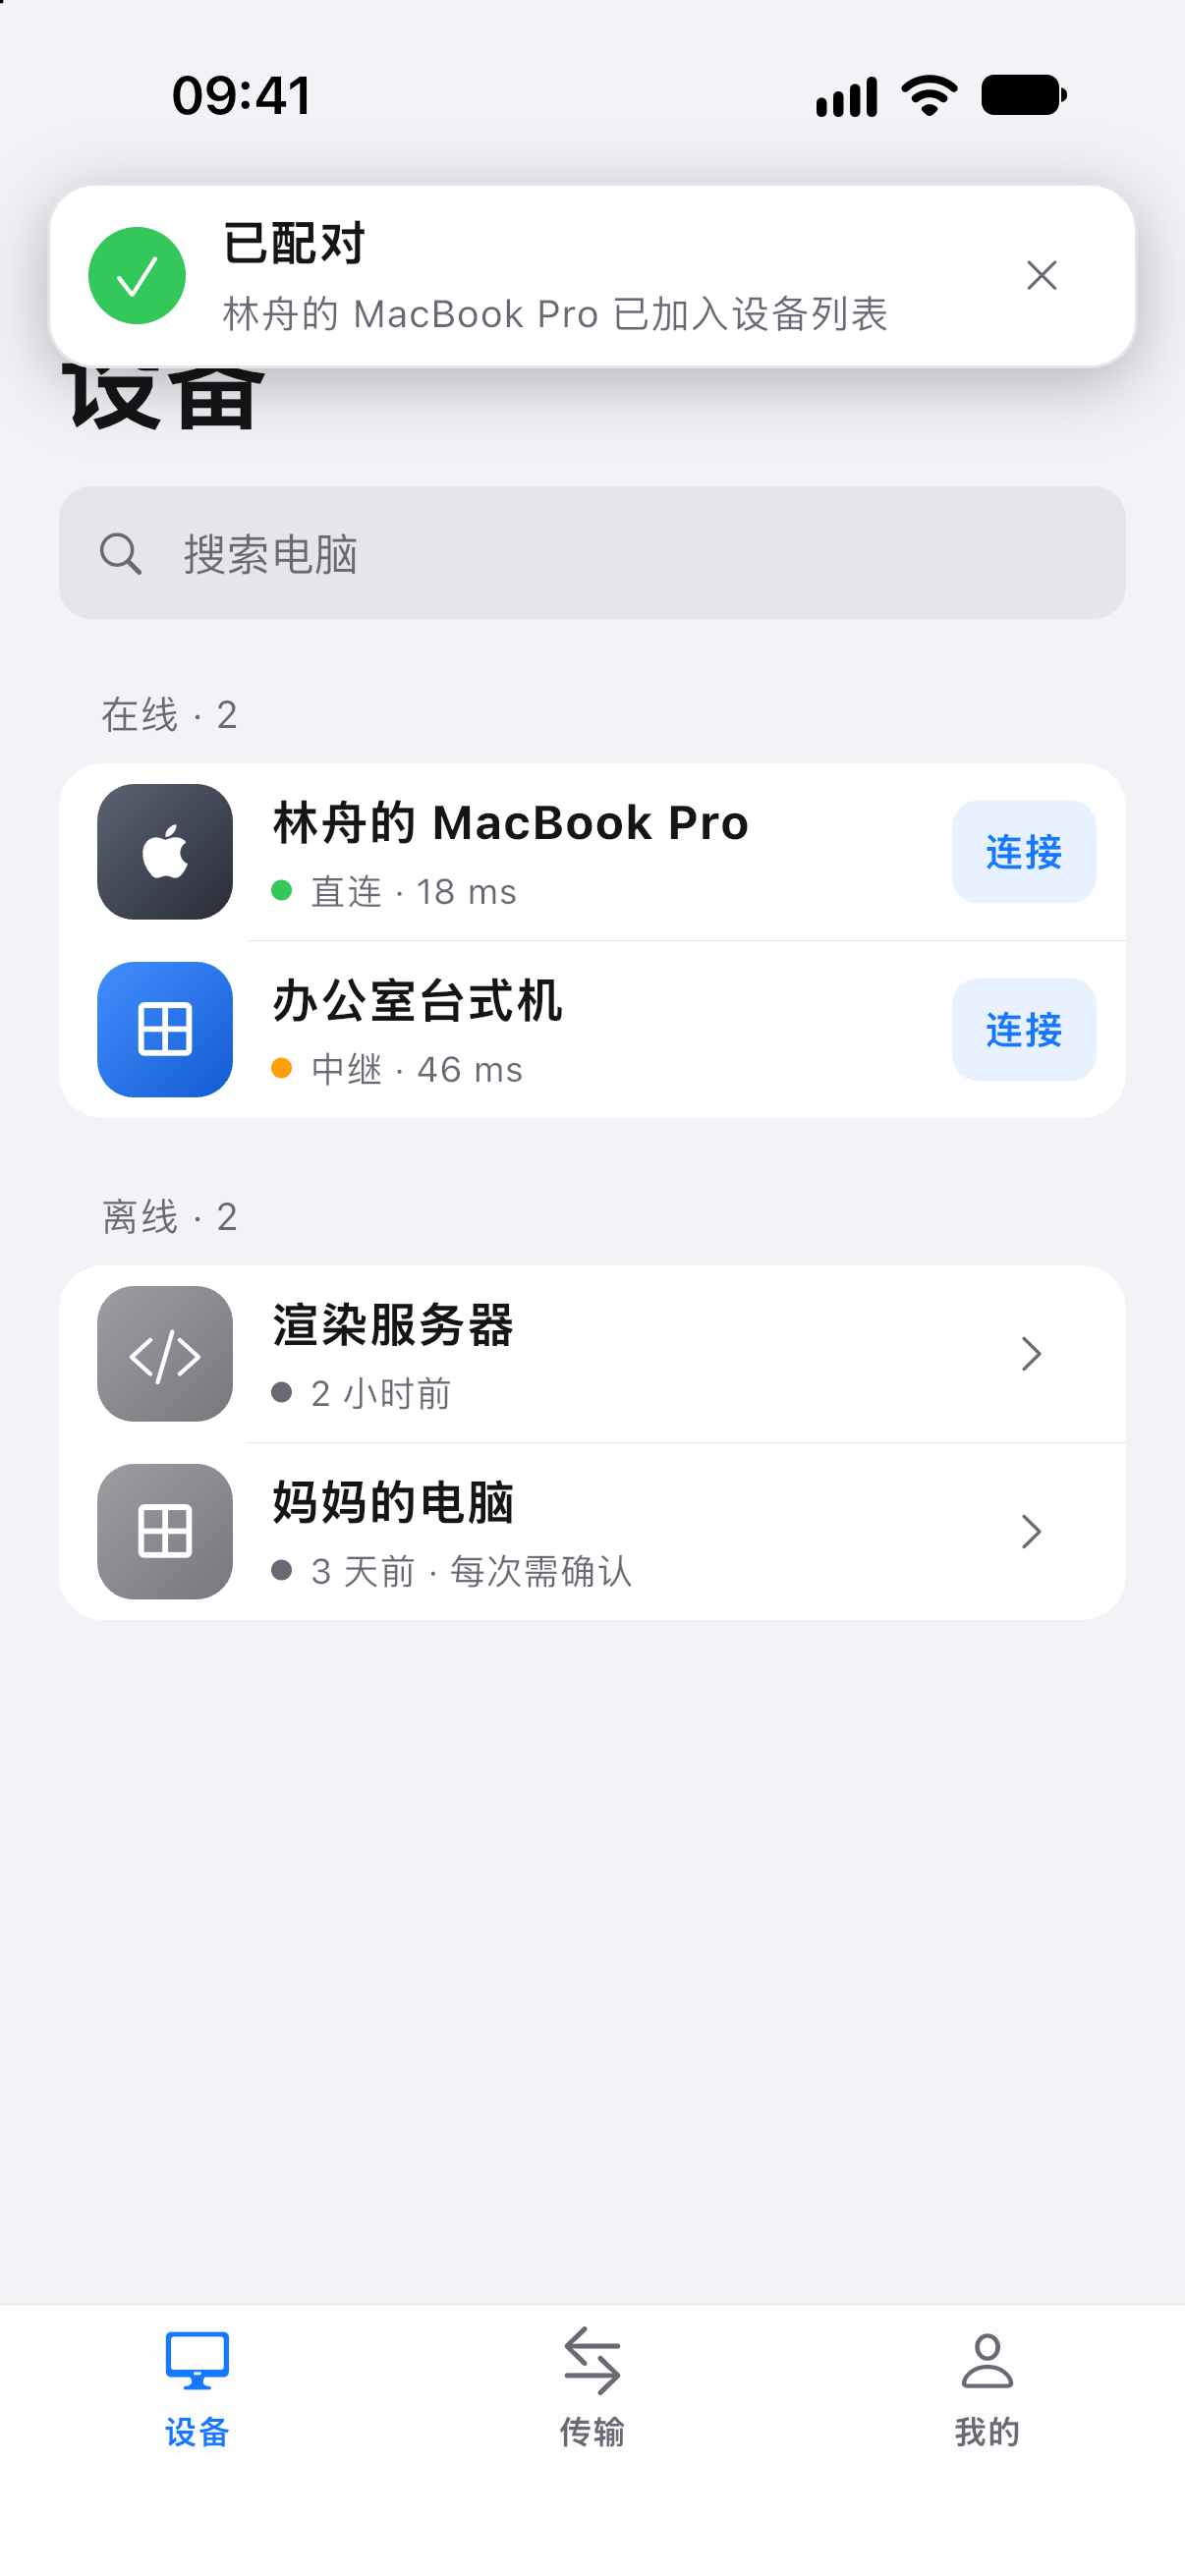 09:41
已配对
林舟的 MacBook Pro 已加入设备列表
设备
搜索电脑
在线 · 2
林舟的 MacBook Pro
直连 · 18 ms
连接
办公室台式机
中继 · 46 ms
连接
离线 · 2
渲染服务器
2 小时前
妈妈的电脑
3 天前 · 每次需确认
设备
传输
我的